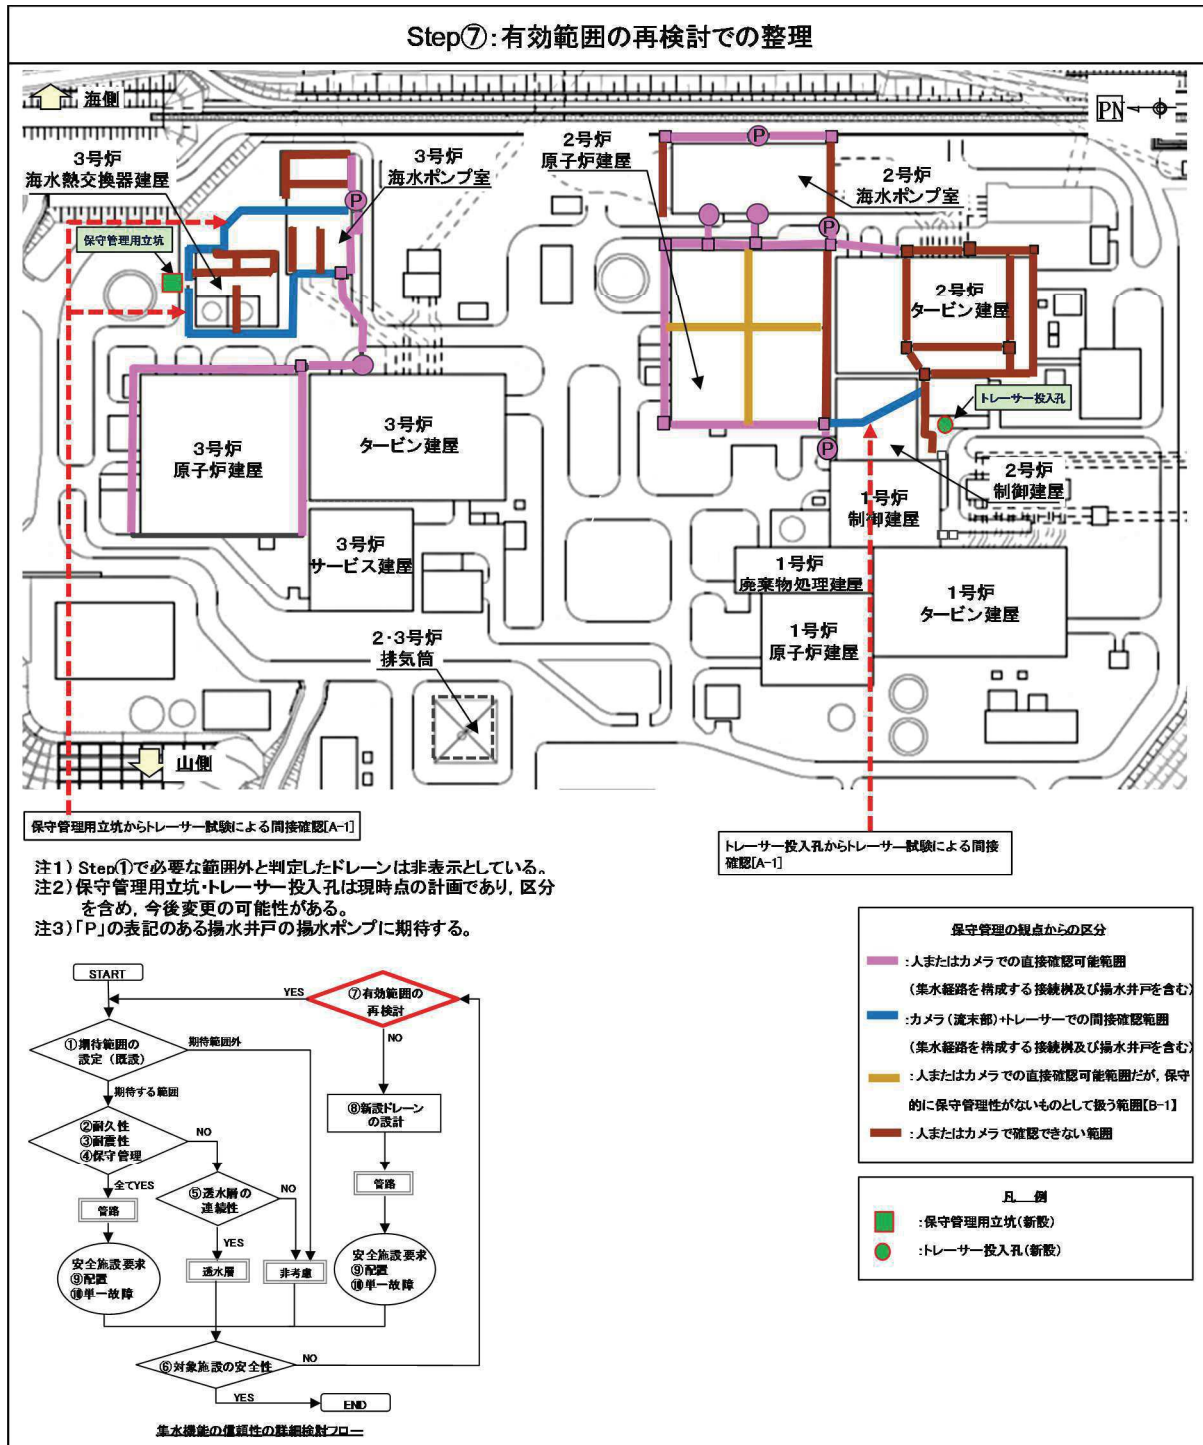 Step⑦:有効範囲の再検討での整理
海側
PN
3号炉
海水熱交換器建屋
3号炉
海水ポンプ室
2号炉
原子炉建屋
2号炉
海水ポンプ室
保守管理用立坑
P
P
P
P
2号炉
タービン建屋
トレーサー投入孔
3号炉
原子炉建屋
3号炉
タービン建屋
2号炉
制御建屋
1号炉
制御建屋
3号炉
サービス建屋
1号炉
廃棄物処理建屋
1号炉
タービン建屋
1号炉
原子炉建屋
2・3号炉
排気筒
山側
保守管理用立坑からトレーサー試験による間接確認[A-1]
トレーサー投入孔からトレーサー試験による間接
確認[A-1]
注1) Step①で必要な範囲外と判定したドレーンは非表示としている。
注2)保守管理用立坑・トレーサー投入孔は現時点の計画であり，区分
を含め，今後変更の可能性がある。
注3)「P」の表記のある揚水井戸の揚水ポンプに期待する。
START
YES
⑦有効範囲の
再検討
NO
①期待範囲の
設定（既設）
期待範囲外
期待する範囲
②耐久性
③耐震性
④保守管理
NO
全てYES
管路
⑤透水層の
連続性
NO
YES
透水層
非考慮
安全施設要求
⑨配置
⑩単一故障
⑧新設ドレーン
の設計
管路
安全施設要求
⑨配置
⑩単一故障
⑥対象施設の安全性
NO
YES
END
集水機能の信頼性の詳細検討フロー
保守管理の観点からの区分
:人またはカメラでの直接確認可能範囲
(集水経路を構成する接続桝及び揚水井戸を含む)
:カメラ(流末部)+トレーサーでの間接確認範囲
(集水経路を構成する接続桝及び揚水井戸を含む)
:人またはカメラでの直接確認可能範囲だが，保守
的に保守管理性がないものとして扱う範囲【B-1】
:人またはカメラで確認できない範囲
凡 例
:保守管理用立坑(新設)
:トレーサー投入孔(新設)